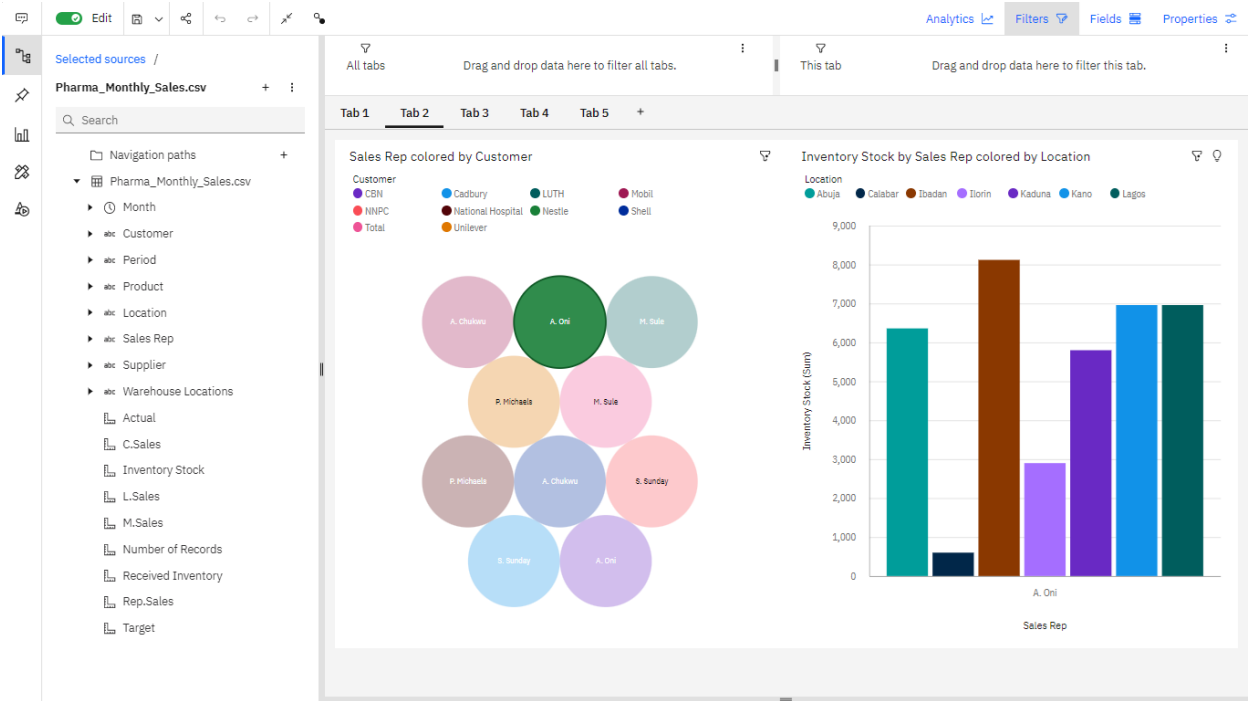 Edit
Analytics
Filters
Fields
Properties
Selected sources /
Pharma_Monthly_Sales.csv
Search
Navigation paths
Pharma_Monthly_Sales.csv
Month
abc Customer
abc Period
abc Product
abc Location
abc Sales Rep
abc Supplier
abc Warehouse Locations
Actual
C.Sales
Inventory Stock
L.Sales
M.Sales
Number of Records
Received Inventory
Rep.Sales
Target
All tabs
Drag and drop data here to filter all tabs.
This tab
Drag and drop data here to filter this tab.
Tab 1 Tab 2 Tab 3 Tab 4 Tab 5 +
Sales Rep colored by Customer
Customer
CBN Cadbury LUTH Mobil
NNPC National Hospital Nestle Shell
Total Unilever
A. Chukwu A. Oni M. Sule
P. Michaels M. Sule
P. Michaels A. Chukwu S. Sunday
S. Sunday A. Oni
Inventory Stock by Sales Rep colored by Location
Location
Abuja Calabar Ibadan Ilorin Kaduna Kano Lagos
Inventory Stock (Sum)
9,000
8,000
7,000
6,000
5,000
4,000
3,000
2,000
1,000
0
A. Oni
Sales Rep